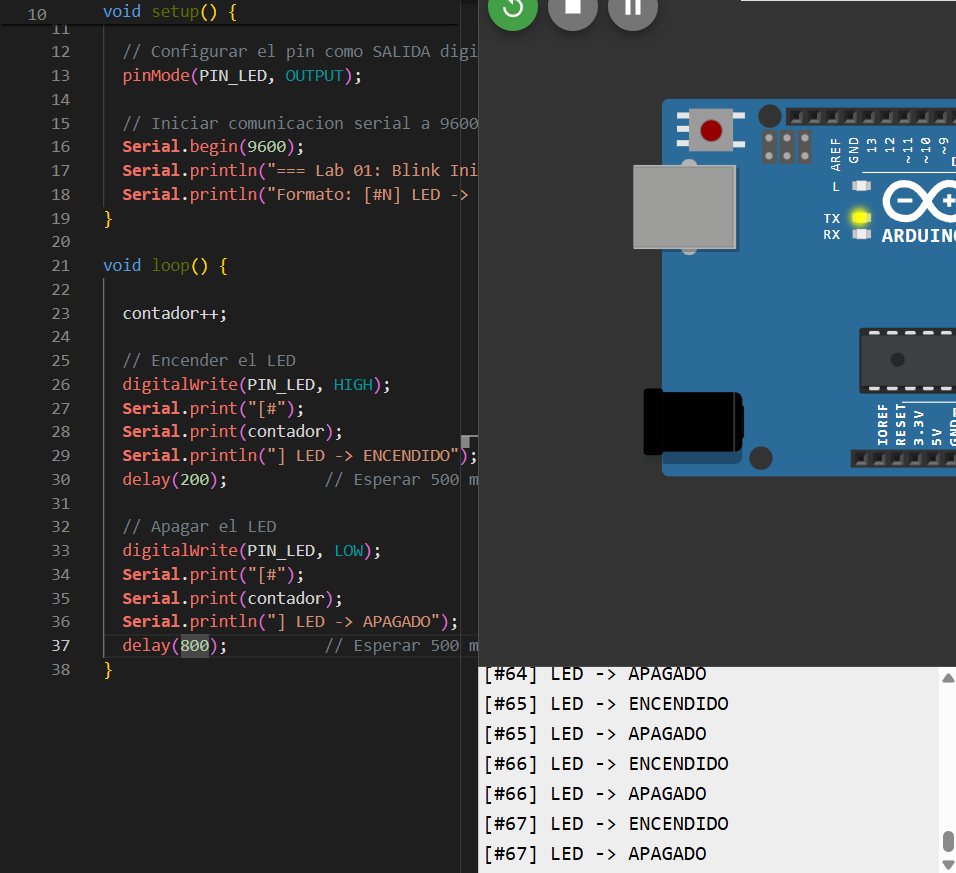 10 void setup() {
11
12 // Configurar el pin como SALIDA digi
13 pinMode(PIN_LED, OUTPUT);
14
15 // Iniciar comunicacion serial a 9600
16 Serial.begin(9600);
17 Serial.println("=== Lab 01: Blink Ini
18 Serial.println("Formato: [#N] LED ->
19 }
20
21 void loop() {
22
23 contador++;
24
25 // Encender el LED
26 digitalWrite(PIN_LED, HIGH);
27 Serial.print("[#");
28 Serial.print(contador);
29 Serial.println("] LED -> ENCENDIDO");
30 delay(200); // Esperar 500 m
31
32 // Apagar el LED
33 digitalWrite(PIN_LED, LOW);
34 Serial.print("[#");
35 Serial.print(contador);
36 Serial.println("] LED -> APAGADO");
37 delay(800); // Esperar 500 m
38 }
AREF
GND
13
12
~11
~10
~9
L
TX
RX
ARDUINO
IOREF
RESET
3.3V
5V
GND
[#64] LED -> APAGADO
[#65] LED -> ENCENDIDO
[#65] LED -> APAGADO
[#66] LED -> ENCENDIDO
[#66] LED -> APAGADO
[#67] LED -> ENCENDIDO
[#67] LED -> APAGADO